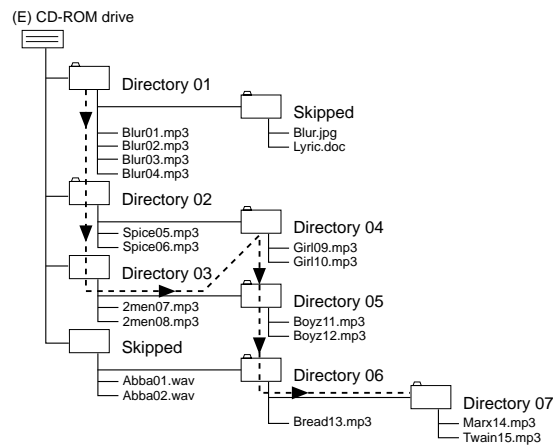 (E) CD-ROM drive
Directory 01
Skipped
Blur01.mp3
Blur02.mp3
Blur03.mp3
Blur04.mp3
Blur.jpg
Lyric.doc
Directory 02
Directory 04
Spice05.mp3
Spice06.mp3
Girl09.mp3
Girl10.mp3
Directory 03
Directory 05
2men07.mp3
2men08.mp3
Boyz11.mp3
Boyz12.mp3
Skipped
Directory 06
Abba01.wav
Abba02.wav
Bread13.mp3
Directory 07
Marx14.mp3
Twain15.mp3